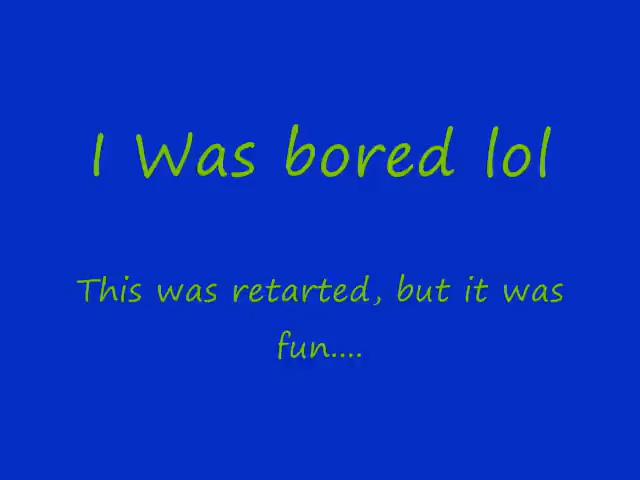 I Was bored lol
This was retarted, but it was
fun....